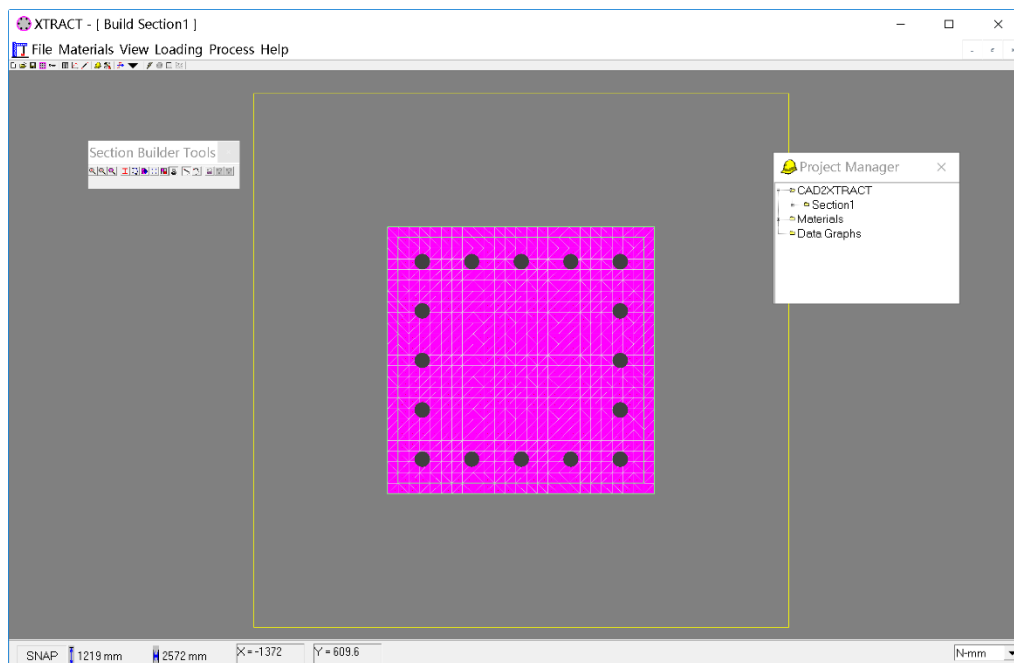 XTRACT - [ Build Section1 ]
File Materials View Loading Process Help
Section Builder Tools
Project Manager
CAD2XTRACT
Section1
Materials
Data Graphs
SNAP 1219 mm 2572 mm X = -1372 Y = 609.6 N-mm